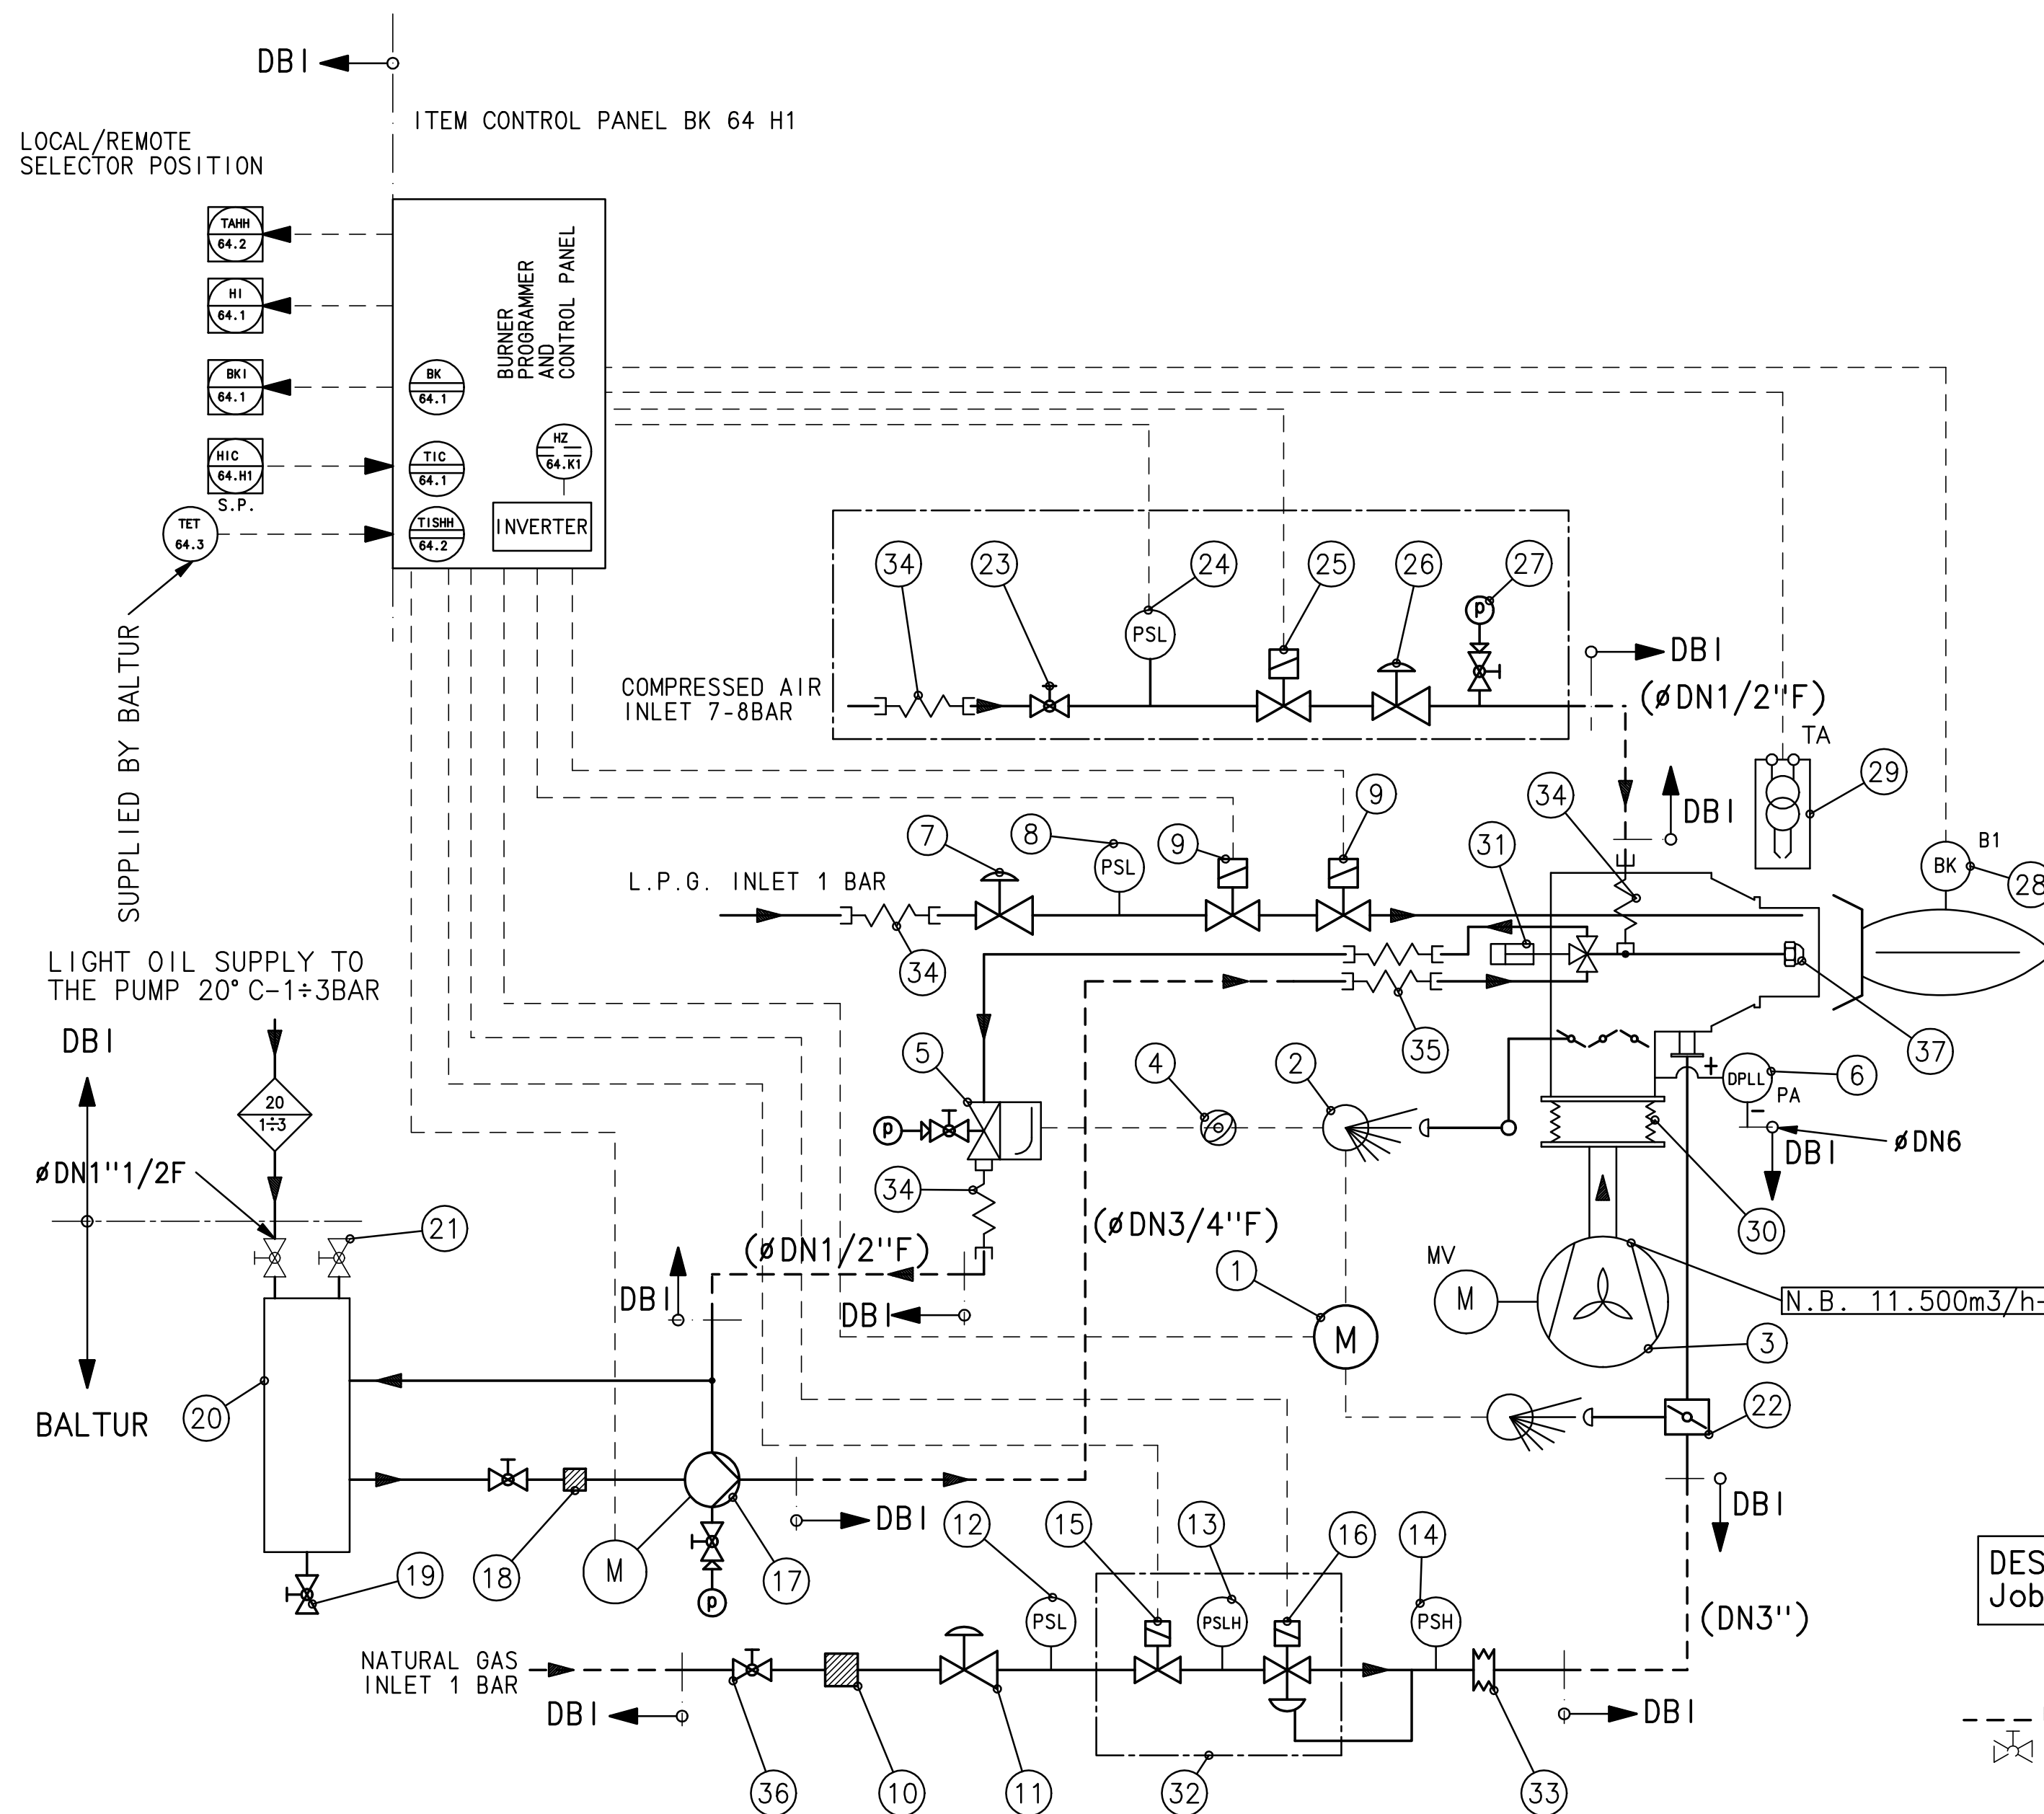 DBI
ITEM CONTROL PANEL BK 64 H1
LOCAL/REMOTE
SELECTOR POSITION
TAHH
64.2
HI
64.1
BKI
64.1
HIC
64.H1
S.P.
TET
64.3
BURNER
PROGRAMMER
AND
CONTROL PANEL
BK
64.1
TIC
64.1
TISHH
64.2
HZ
64.K1
INVERTER
SUPPLIED BY BALTUR
34
23
24
25
26
27
PSL
p
COMPRESSED AIR
INLET 7-8BAR
DBI
(øDN1/2"F)
TA
29
DBI
34
31
9
9
8
7
PSL
L.P.G. INLET 1 BAR
34
B1
BK
28
LIGHT OIL SUPPLY TO
THE PUMP 20°C-1÷3BAR
DBI
20
1÷3
øDN1"1/2F
21
BALTUR
20
19
18
M
17
p
5
p
34
4
2
35
37
+
DPLL
6
PA
-
DBI
øDN6
30
(øDN1/2"F)
(øDN3/4"F)
DBI
DBI
1
M
MV
M
N.B. 11.500m3/h-
3
22
DBI
DBI
(DN3")
DES
Job
12
15
13
16
14
PSL
PSLH
PSH
NATURAL GAS
INLET 1 BAR
DBI
DBI
36
10
11
32
33